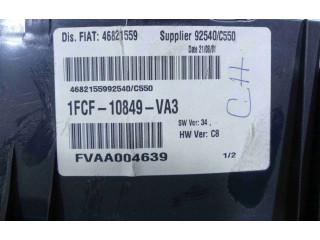 Dis. FIAT: 46821559 Supplier 92540/C550
Date 21/08/01
4682155992540/C550
1FCF-10849-VA3
SW Ver: 34 ,
HW Ver: C8
FVAA004639 1/2
C.H